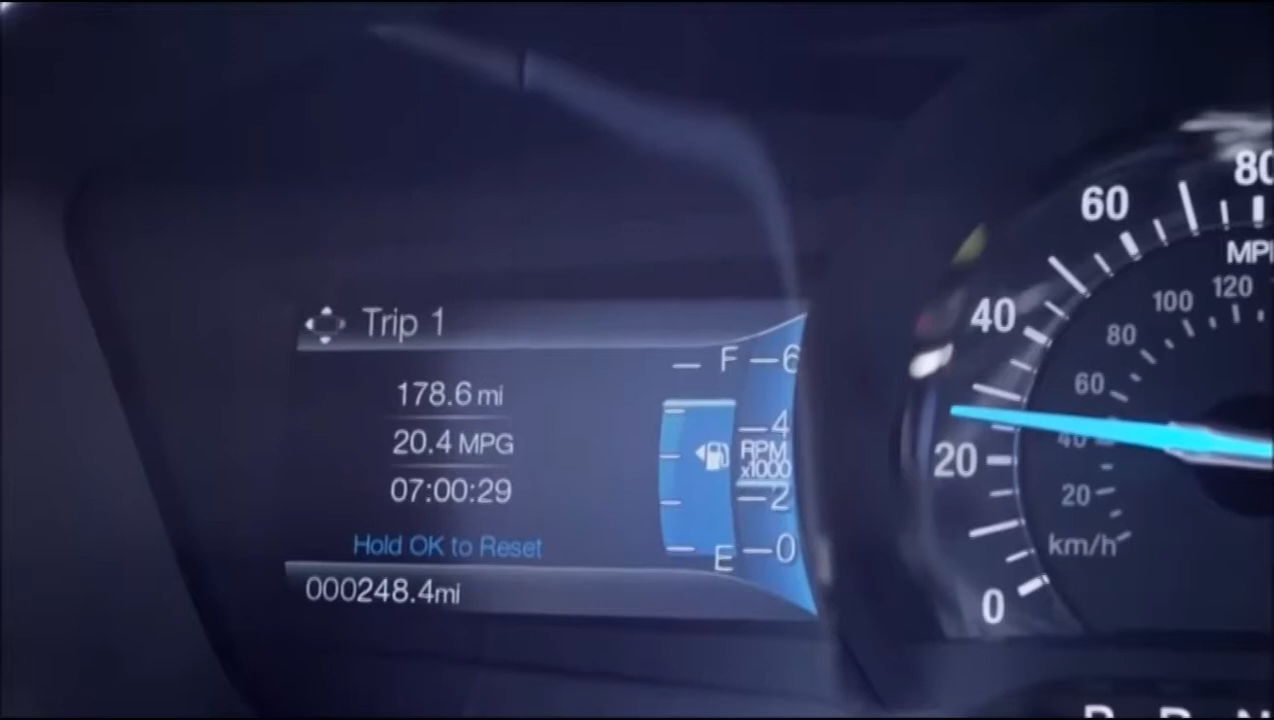 Trip 1
178.6 mi
20.4 MPG
07:00:29
Hold OK to Reset
000248.4mi
F
E
6
4
RPM
x1000
2
0
80
60
40
20
0
120
100
80
60
40
20
km/h